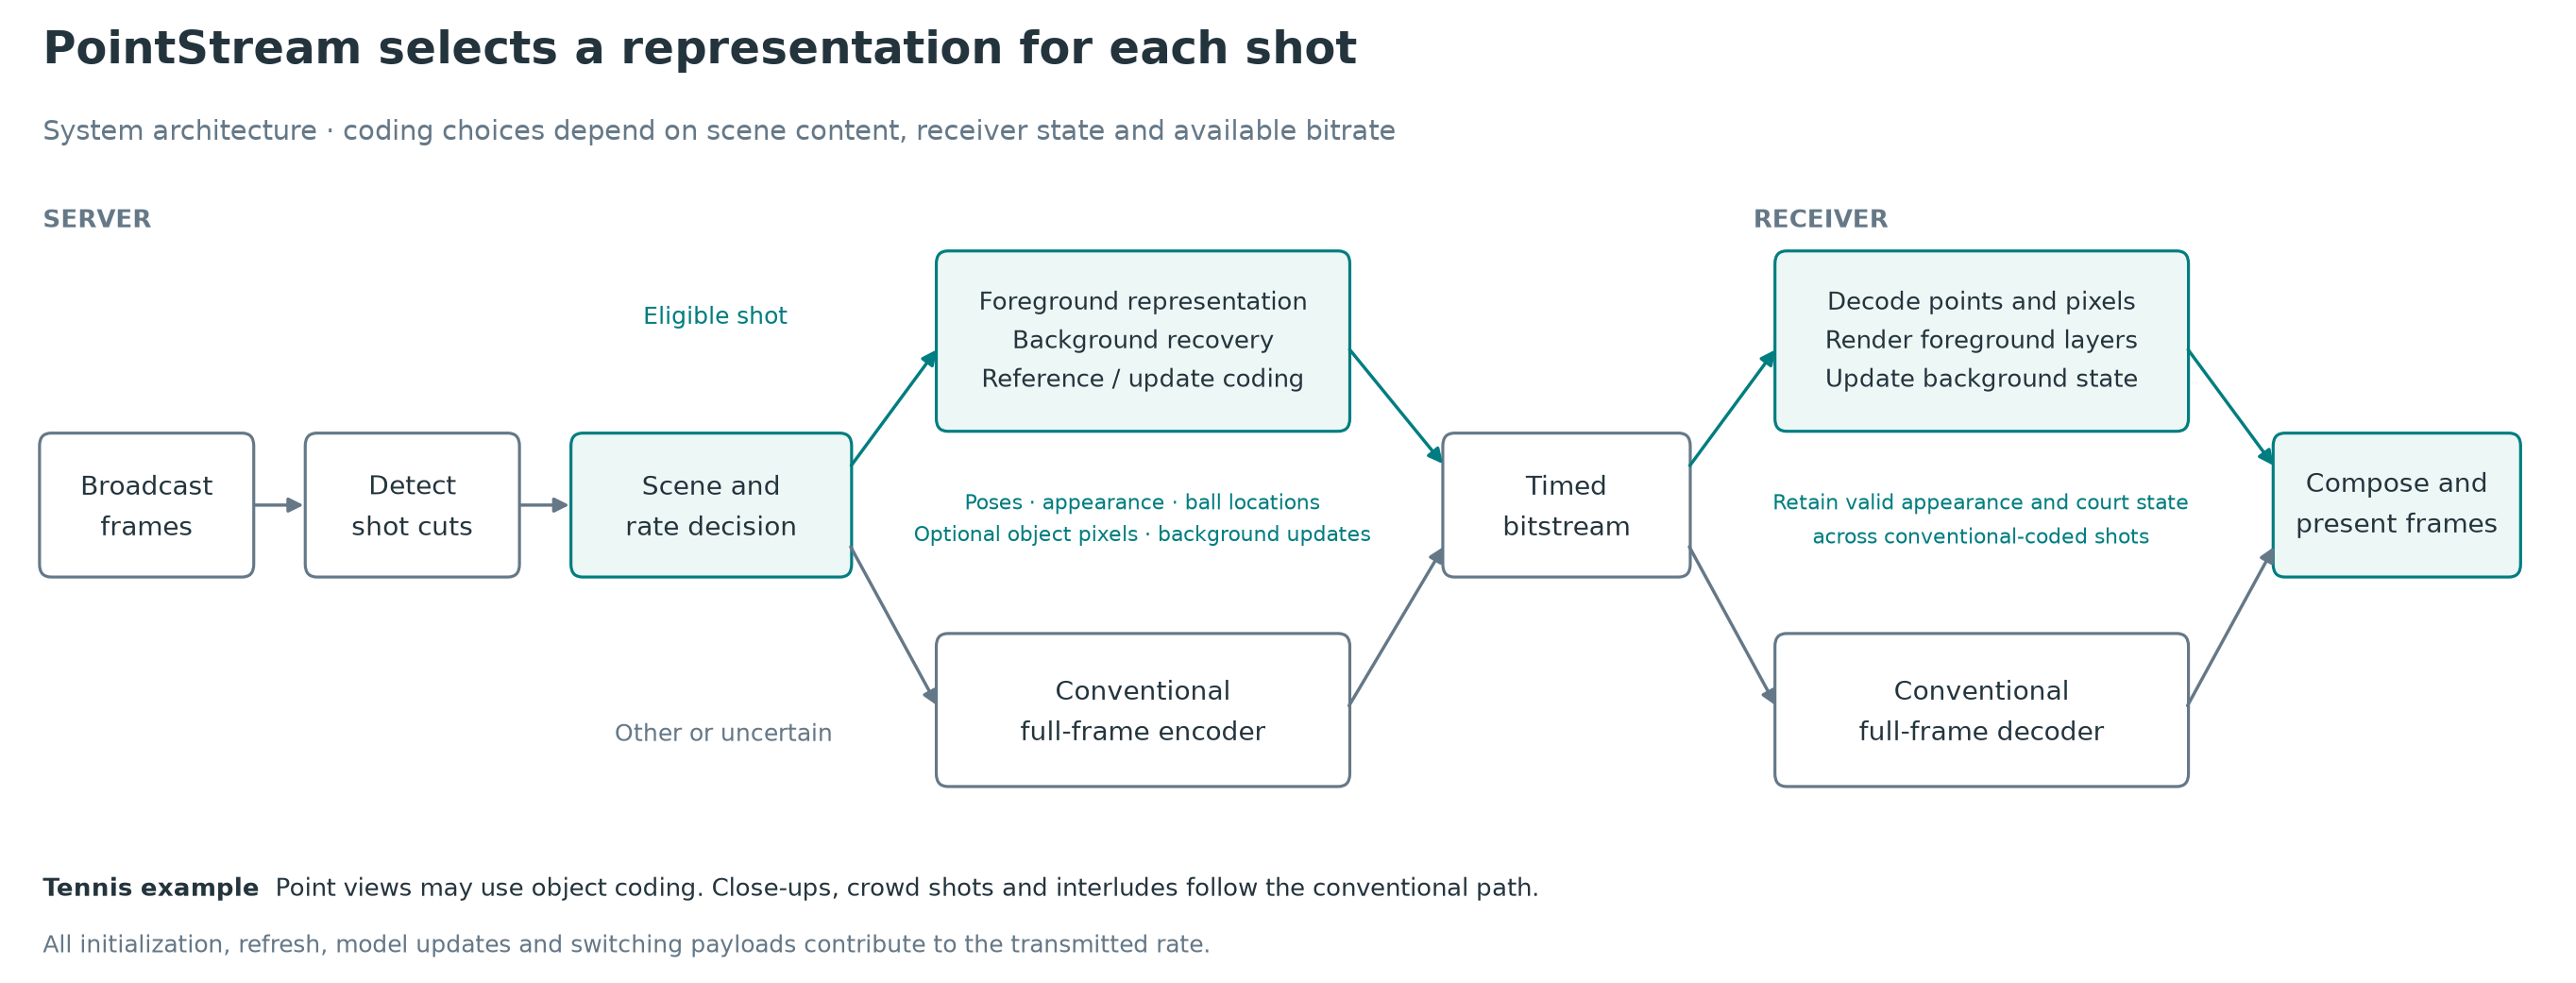 PointStream selects a representation for each shot
System architecture · coding choices depend on scene content, receiver state and available bitrate
SERVER
RECEIVER
Broadcast
frames
Detect
shot cuts
Scene and
rate decision
Eligible shot
Other or uncertain
Foreground representation
Background recovery
Reference / update coding
Poses · appearance · ball locations
Optional object pixels · background updates
Conventional
full-frame encoder
Timed
bitstream
Decode points and pixels
Render foreground layers
Update background state
Retain valid appearance and court state
across conventional-coded shots
Conventional
full-frame decoder
Compose and
present frames
Tennis example Point views may use object coding. Close-ups, crowd shots and interludes follow the conventional path.
All initialization, refresh, model updates and switching payloads contribute to the transmitted rate.